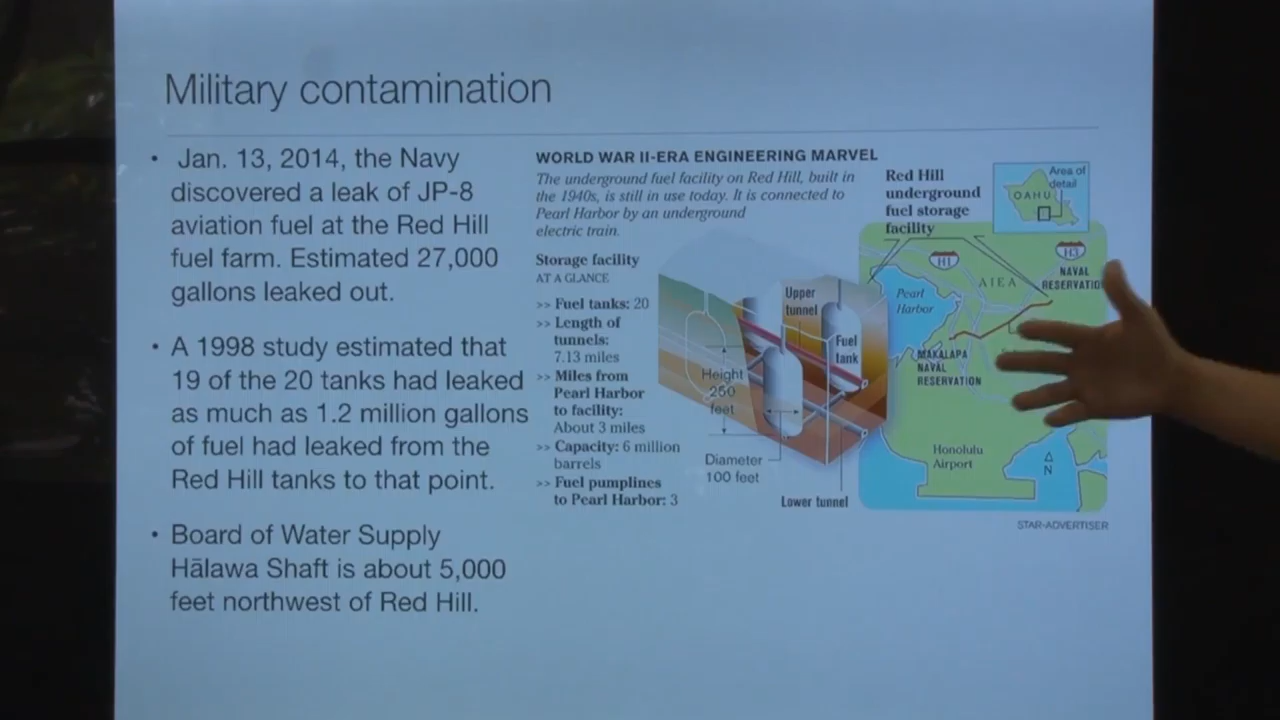 Military contamination
• Jan. 13, 2014, the Navy
discovered a leak of JP-8
aviation fuel at the Red Hill
fuel farm. Estimated 27,000
gallons leaked out.
• A 1998 study estimated that
19 of the 20 tanks had leaked
as much as 1.2 million gallons
of fuel had leaked from the
Red Hill tanks to that point.
• Board of Water Supply
Hālawa Shaft is about 5,000
feet northwest of Red Hill.
WORLD WAR II-ERA ENGINEERING MARVEL
The underground fuel facility on Red Hill, built in
the 1940s, is still in use today. It is connected to
Pearl Harbor by an underground
electric train.
Storage facility
AT A GLANCE
>> Fuel tanks: 20
>> Length of
tunnels:
7.13 miles
>> Miles from
Pearl Harbor
to facility:
About 3 miles
>> Capacity: 6 million
barrels
>> Fuel pumplines
to Pearl Harbor: 3
Upper
tunnel
Fuel
tank
Height
250
feet
Diameter
100 feet
Lower tunnel
Red Hill
underground
fuel storage
facility
Area of
detail
OAHU
H1
H3
NAVAL
RESERVATIO
AIEA
Pearl
Harbor
MAKALAPA
NAVAL
RESERVATION
Honolulu
Airport
N
STAR-ADVERTISER